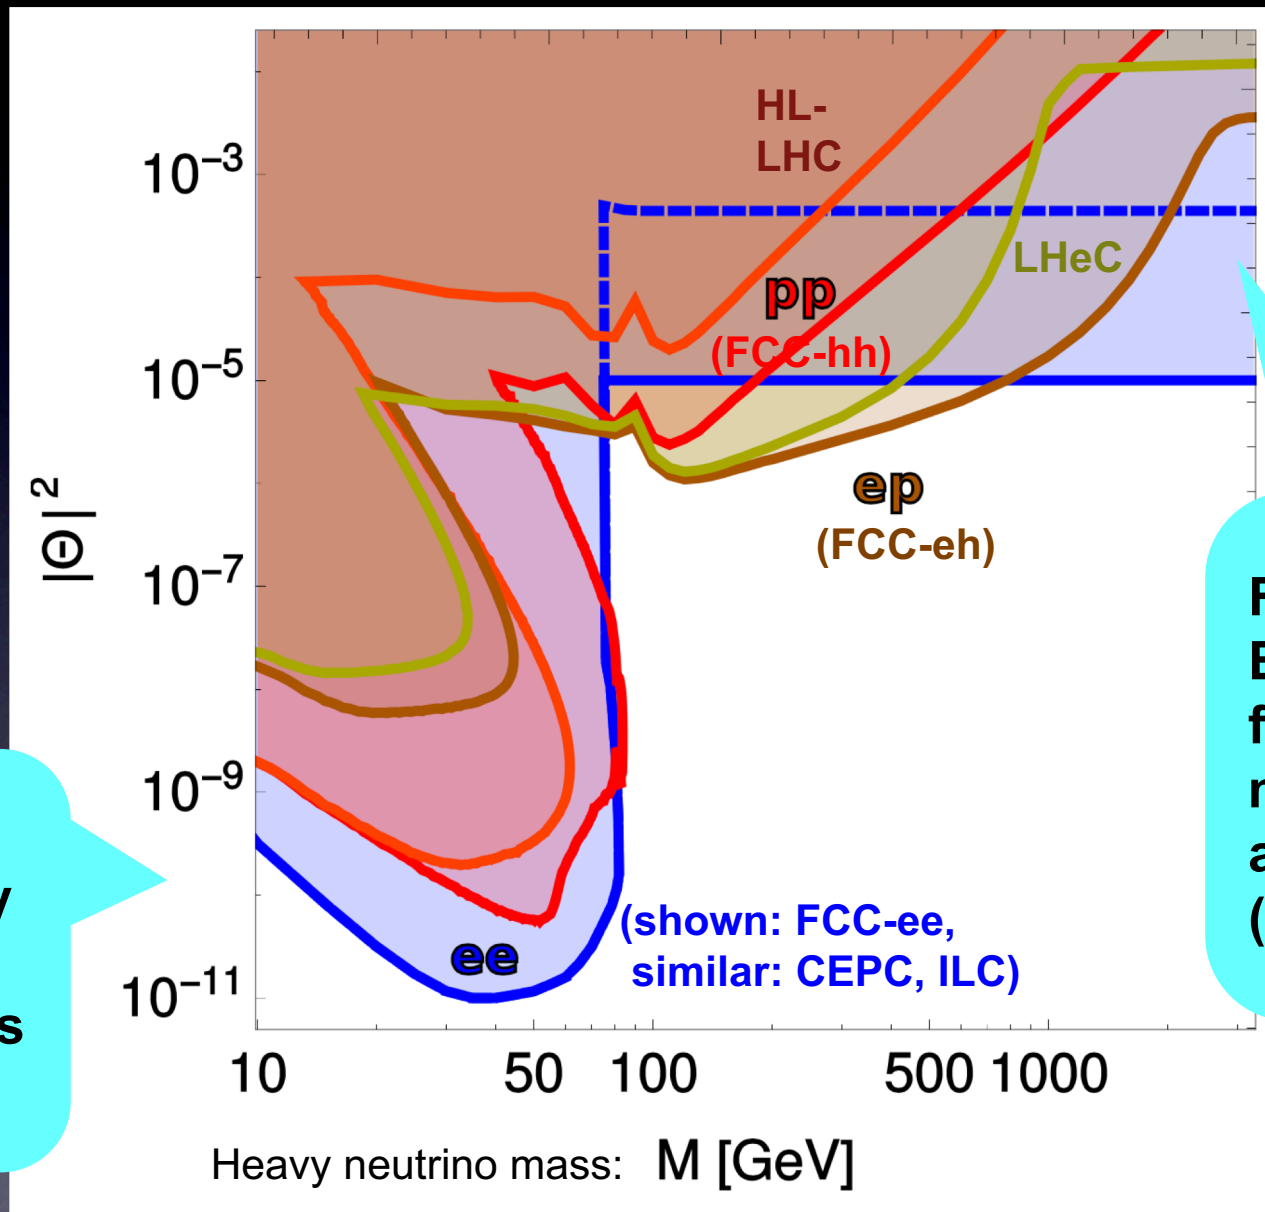 HL-
LHC
10⁻³
LHeC
pp
(FCC-hh)
10⁻⁵
|Θ|²
ep
(FCC-eh)
10⁻⁷
10⁻⁹
(shown: FCC-ee,
ee
similar: CEPC, ILC)
10⁻¹¹
10 50 100 500 1000
Heavy neutrino mass: M [GeV]